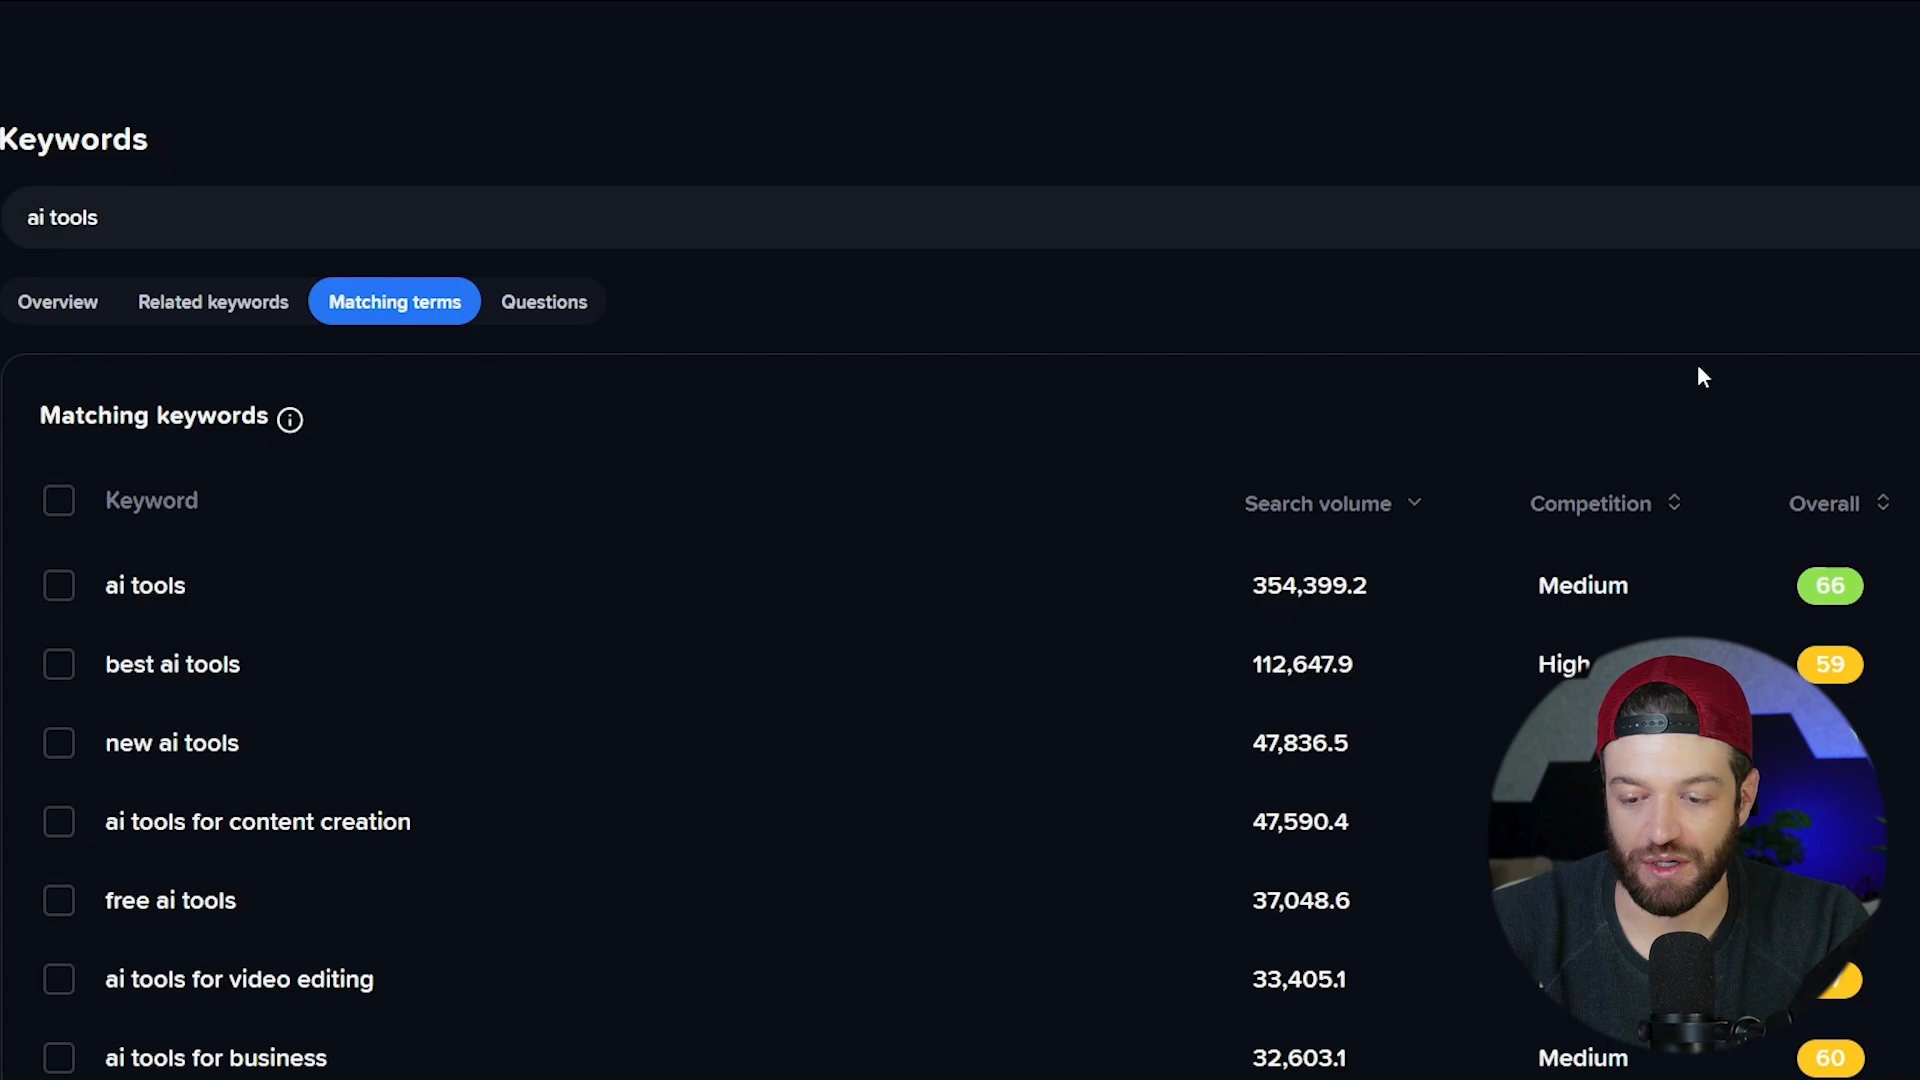 Keywords
ai tools
Overview Related keywords Matching terms Questions
Matching keywords
Keyword Search volume Competition Overall
ai tools 354,399.2 Medium 66
best ai tools 112,647.9 High 59
new ai tools 47,836.5
ai tools for content creation 47,590.4
free ai tools 37,048.6
ai tools for video editing 33,405.1
ai tools for business 32,603.1 Medium 60